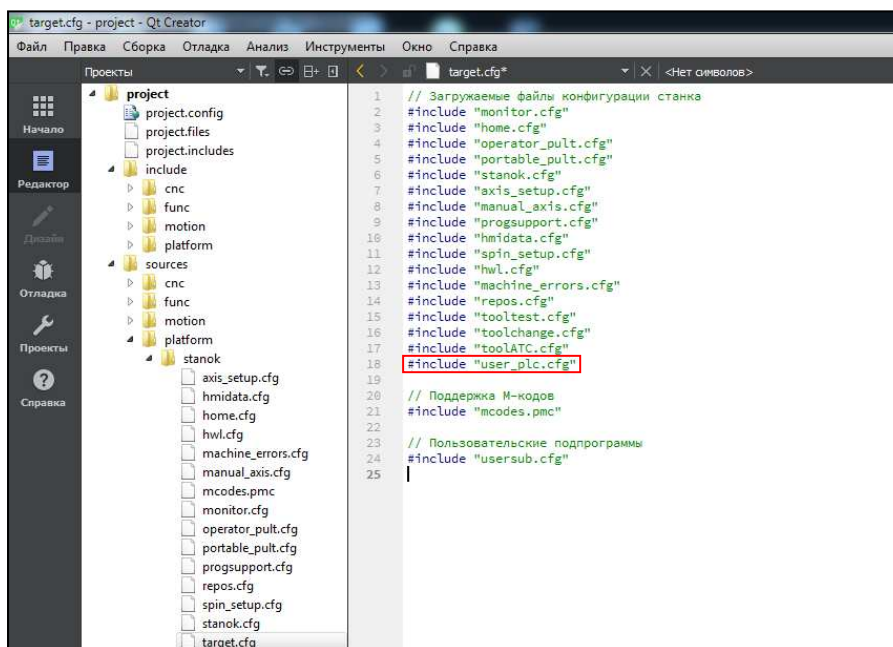 target.cfg - project - Qt Creator
Файл Правка Сборка Отладка Анализ Инструменты Окно Справка
Проекты
target.cfg*
<Нет символов>
Начало
Редактор
Дизайн
Отладка
Проекты
Справка
project
project.config
project.files
project.includes
include
cnc
func
motion
platform
sources
cnc
func
motion
platform
stanok
axis_setup.cfg
hmidata.cfg
home.cfg
hwl.cfg
machine_errors.cfg
manual_axis.cfg
mcodes.pmc
monitor.cfg
operator_pult.cfg
portable_pult.cfg
progsupport.cfg
repos.cfg
spin_setup.cfg
stanok.cfg
target.cfg
1 // Загружаемые файлы конфигурации станка
2 #include "monitor.cfg"
3 #include "home.cfg"
4 #include "operator_pult.cfg"
5 #include "portable_pult.cfg"
6 #include "stanok.cfg"
7 #include "axis_setup.cfg"
8 #include "manual_axis.cfg"
9 #include "progsupport.cfg"
10 #include "hmidata.cfg"
11 #include "spin_setup.cfg"
12 #include "hwl.cfg"
13 #include "machine_errors.cfg"
14 #include "repos.cfg"
15 #include "tooltest.cfg"
16 #include "toolchange.cfg"
17 #include "toolATC.cfg"
18 #include "user_plc.cfg"
19
20 // Поддержка М-кодов
21 #include "mcodes.pmc"
22
23 // Пользовательские подпрограммы
24 #include "usersub.cfg"
25